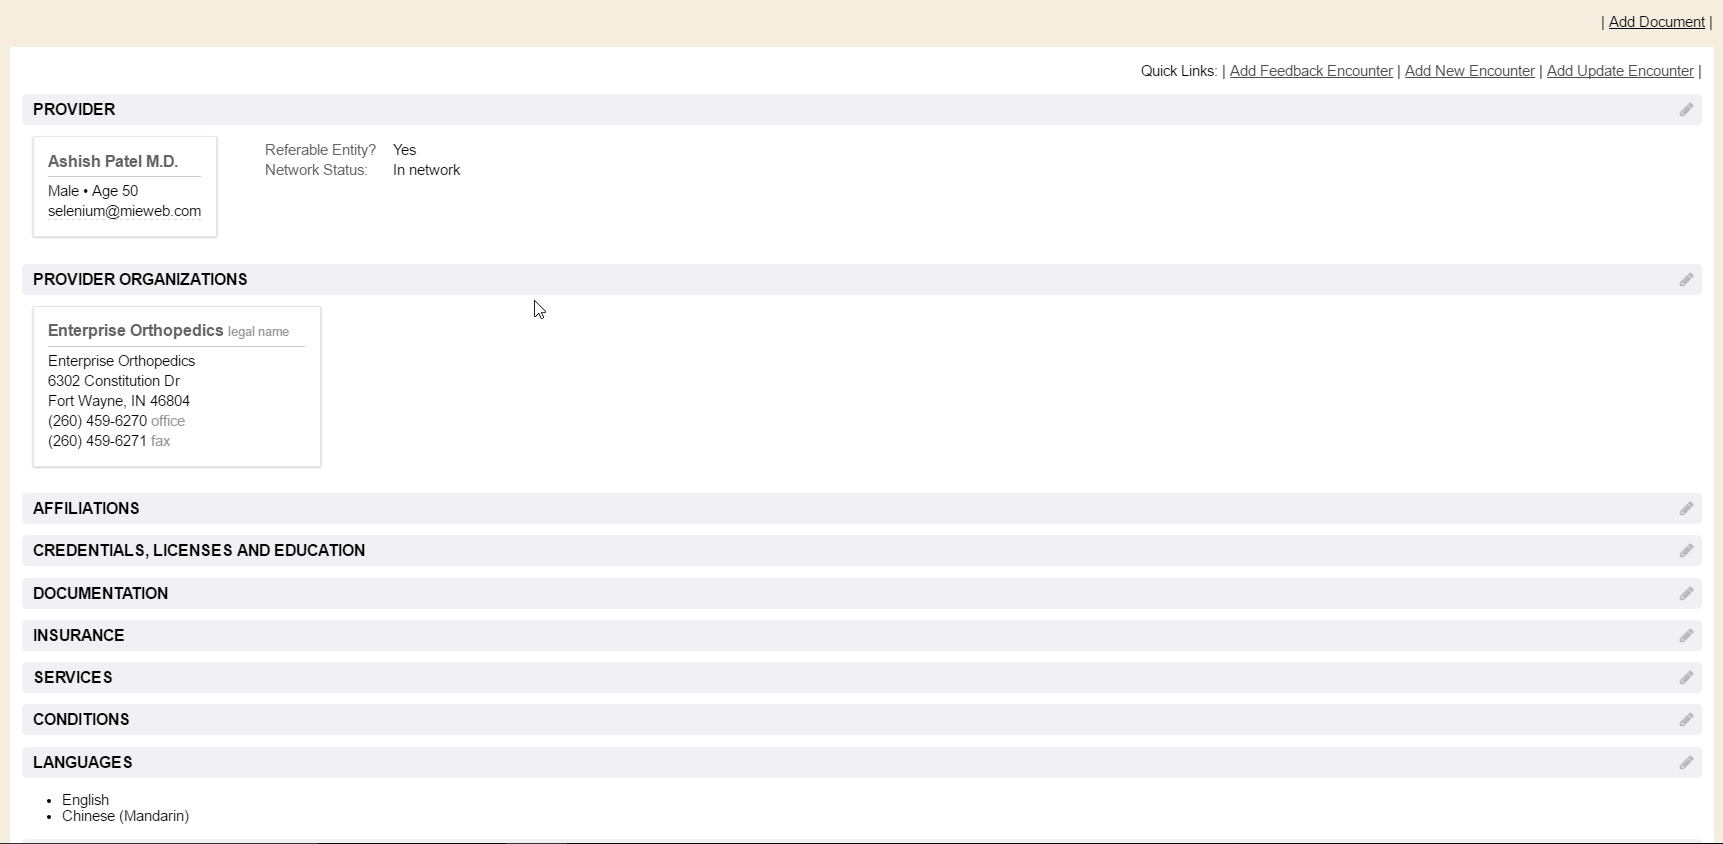 | Add Document |
Quick Links: | Add Feedback Encounter | Add New Encounter | Add Update Encounter |
PROVIDER
Ashish Patel M.D.
Male • Age 50
selenium@mieweb.com
Referable Entity? Yes
Network Status: In network
PROVIDER ORGANIZATIONS
Enterprise Orthopedics legal name
Enterprise Orthopedics
6302 Constitution Dr
Fort Wayne, IN 46804
(260) 459-6270 office
(260) 459-6271 fax
AFFILIATIONS
CREDENTIALS, LICENSES AND EDUCATION
DOCUMENTATION
INSURANCE
SERVICES
CONDITIONS
LANGUAGES
• English
• Chinese (Mandarin)